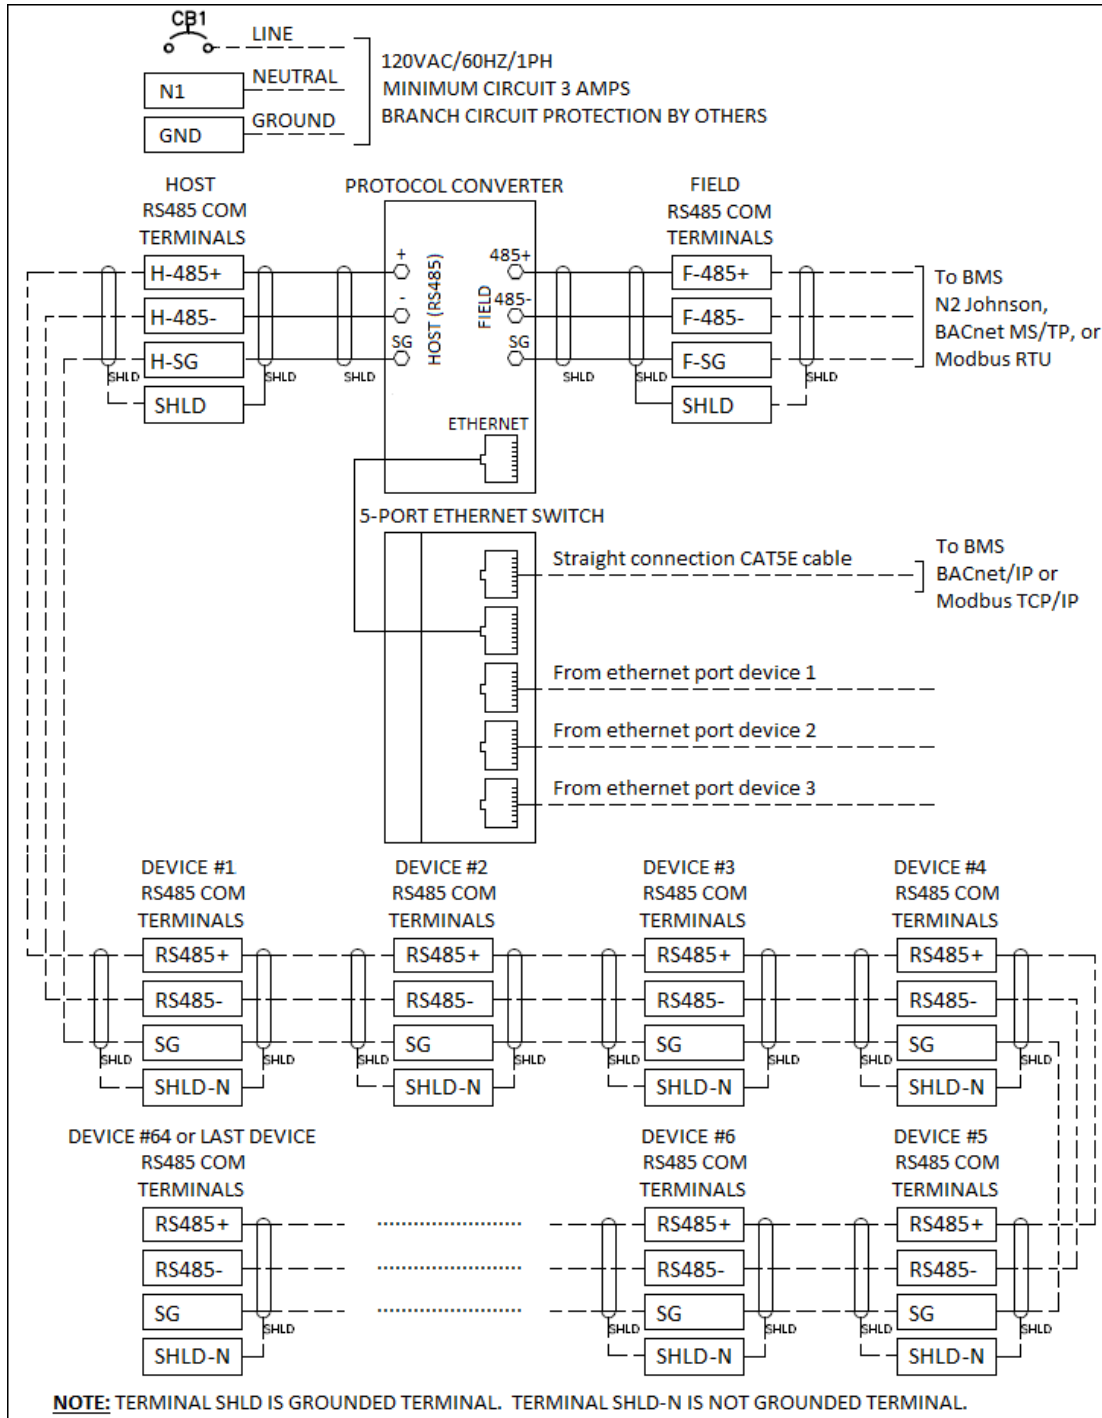 CB1
LINE
120VAC/60HZ/1PH
NEUTRAL
N1
MINIMUM CIRCUIT 3 AMPS
GROUND
BRANCH CIRCUIT PROTECTION BY OTHERS
GND
HOST
RS485 COM
TERMINALS
PROTOCOL CONVERTER
FIELD
RS485 COM
TERMINALS
H-485+
H-485-
H-SG
SHLD
SHLD
SHLD
SHLD
+
-
SG
HOST (RS485)
FIELD
485+
485-
SG
ETHERNET
F-485+
F-485-
F-SG
SHLD
SHLD
SHLD
SHLD
To BMS
N2 Johnson,
BACnet MS/TP, or
Modbus RTU
5-PORT ETHERNET SWITCH
Straight connection CAT5E cable
To BMS
BACnet/IP or
Modbus TCP/IP
From ethernet port device 1
From ethernet port device 2
From ethernet port device 3
DEVICE #1
RS485 COM
TERMINALS
RS485+
RS485-
SG
SHLD-N
SHLD
SHLD
DEVICE #2
RS485 COM
TERMINALS
RS485+
RS485-
SG
SHLD-N
SHLD
SHLD
DEVICE #3
RS485 COM
TERMINALS
RS485+
RS485-
SG
SHLD-N
SHLD
SHLD
DEVICE #4
RS485 COM
TERMINALS
RS485+
RS485-
SG
SHLD-N
SHLD
SHLD
DEVICE #64 or LAST DEVICE
RS485 COM
TERMINALS
RS485+
RS485-
SG
SHLD-N
SHLD
DEVICE #6
RS485 COM
TERMINALS
RS485+
RS485-
SG
SHLD-N
SHLD
SHLD
DEVICE #5
RS485 COM
TERMINALS
RS485+
RS485-
SG
SHLD-N
SHLD
SHLD
NOTE: TERMINAL SHLD IS GROUNDED TERMINAL. TERMINAL SHLD-N IS NOT GROUNDED TERMINAL.